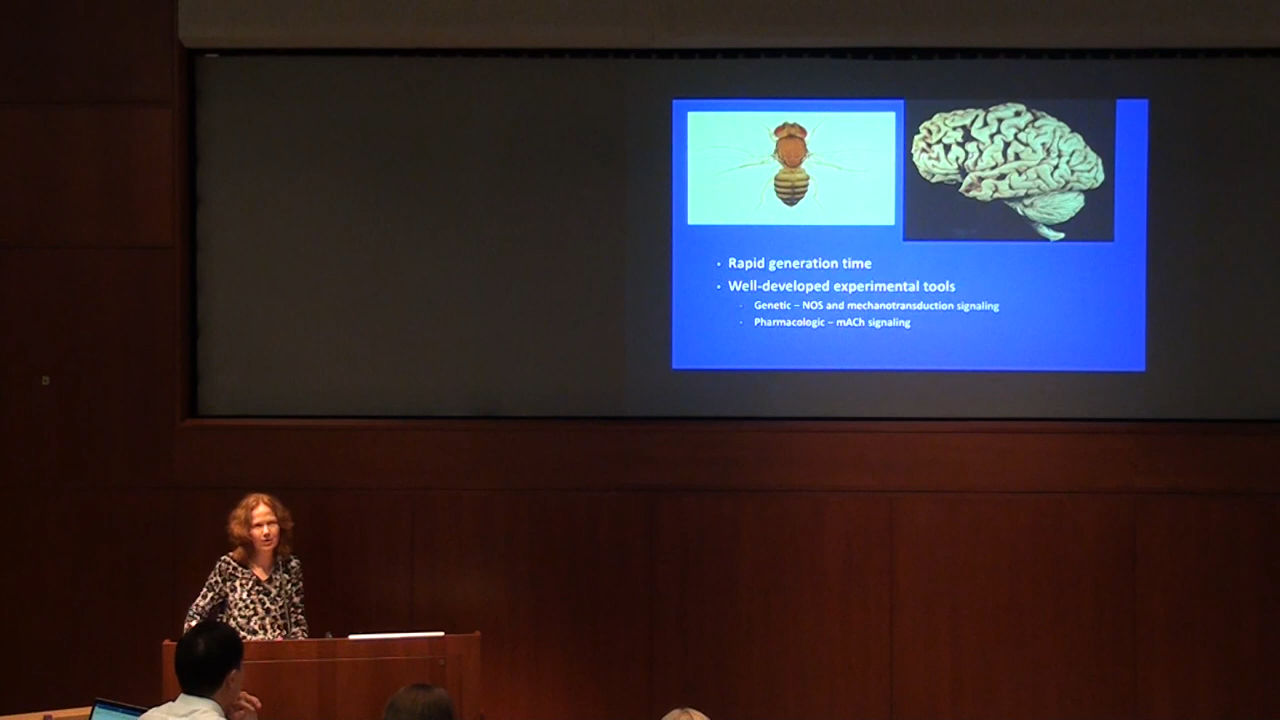 Rapid generation time
Well-developed experimental tools
Genetic – NOS and mechanotransduction signaling
Pharmacologic – mACh signaling